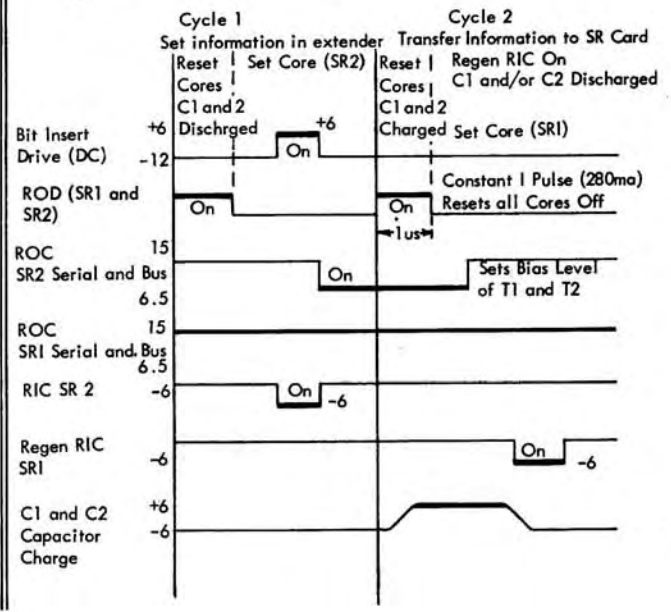 Cycle 1
Cycle 2
Set information in extender
Transfer Information to SR Card
Reset
Cores
C1 and 2
Dischrged
Set Core (SR2)
Reset
Cores
C1 and 2
Charged
Regen RIC On
C1 and/or C2 Discharged
Set Core (SR1)
Bit Insert
Drive (DC)
+6
-12
+6
On
ROD (SR1 and
SR2)
On
On
1us
Constant I Pulse (280ma)
Resets all Cores Off
ROC
SR2 Serial and Bus
15
6.5
On
Sets Bias Level
of T1 and T2
ROC
SR1 Serial and Bus
15
6.5
RIC SR 2
-6
On
-6
Regen RIC
SR1
-6
On
-6
C1 and C2
Capacitor
Charge
+6
-6